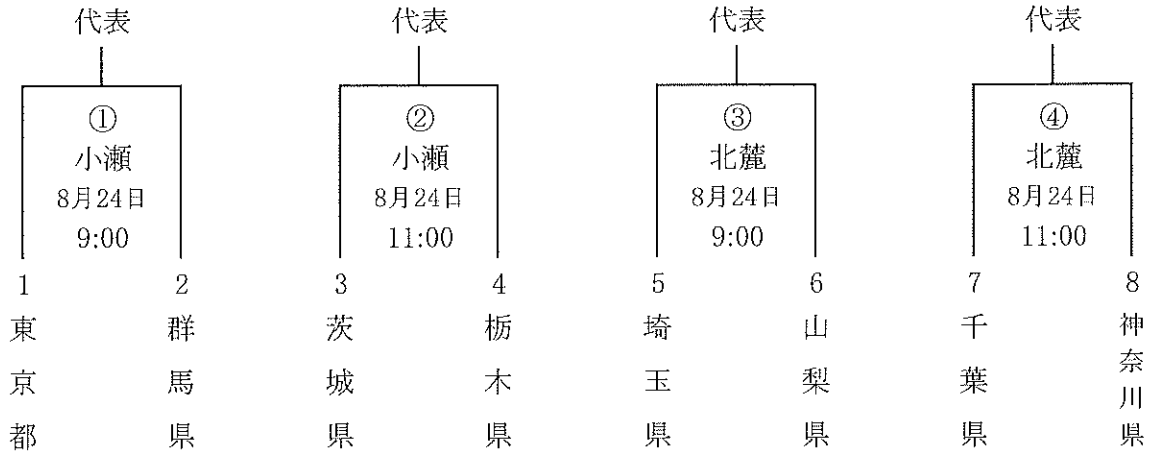 代表 代表 代表 代表
① ② ③ ④
小瀬 小瀬 北麓 北麓
8月24日 8月24日 8月24日 8月24日
9:00 11:00 9:00 11:00
1 2 3 4 5 6 7 8
東京都
群馬県
茨城県
栃木県
埼玉県
山梨県
千葉県
神奈川県